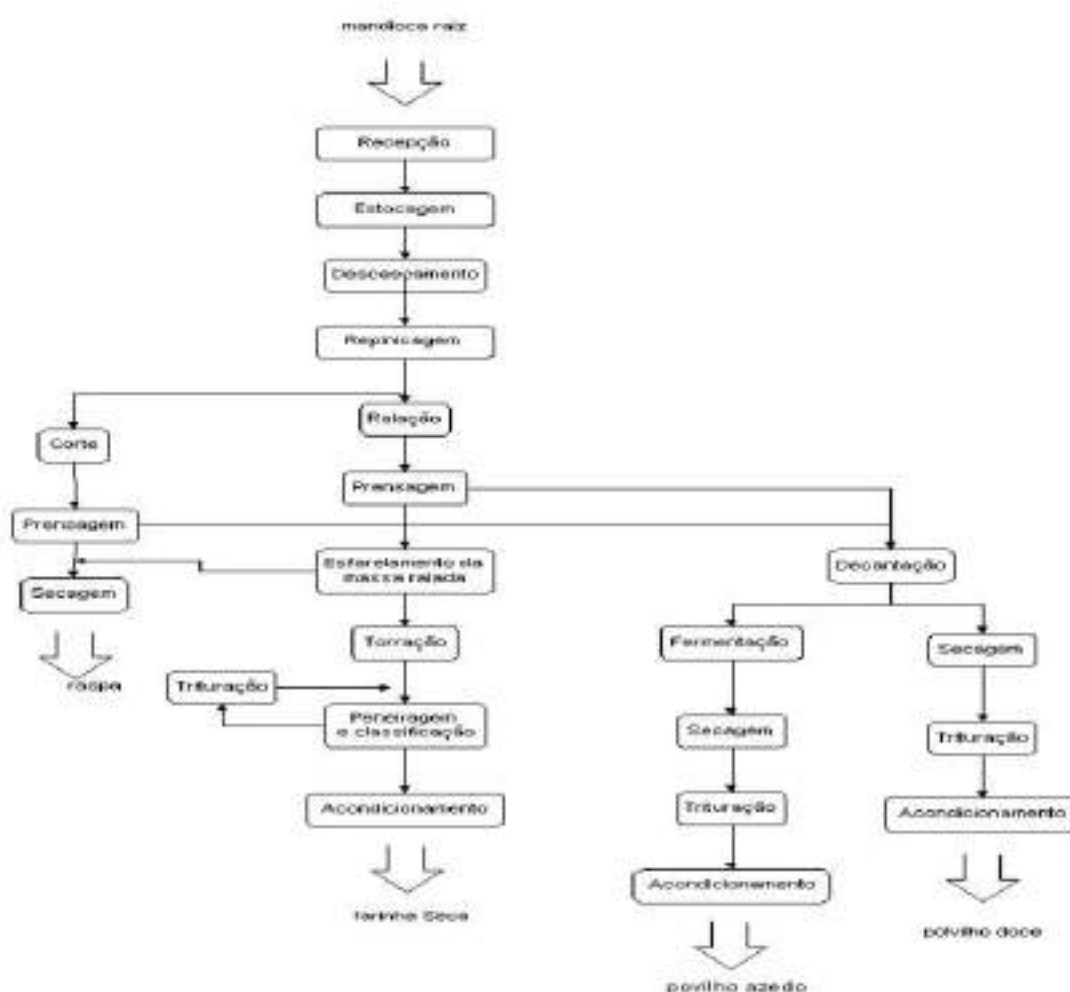 mandioca raiz
Recepção
Estocagem
Descascamento
Repinicagem
Ralação
Corte
Prensagem
Prensagem
Esfarelamento da
massa ralada
Decantação
Secagem
Torração
Fermentação
Secagem
raspa
Trituração
Peneiragem
e classificação
Secagem
Trituração
Acondicionamento
Trituração
Acondicionamento
Acondicionamento
farinha Seca
polvilho doce
povilho azedo